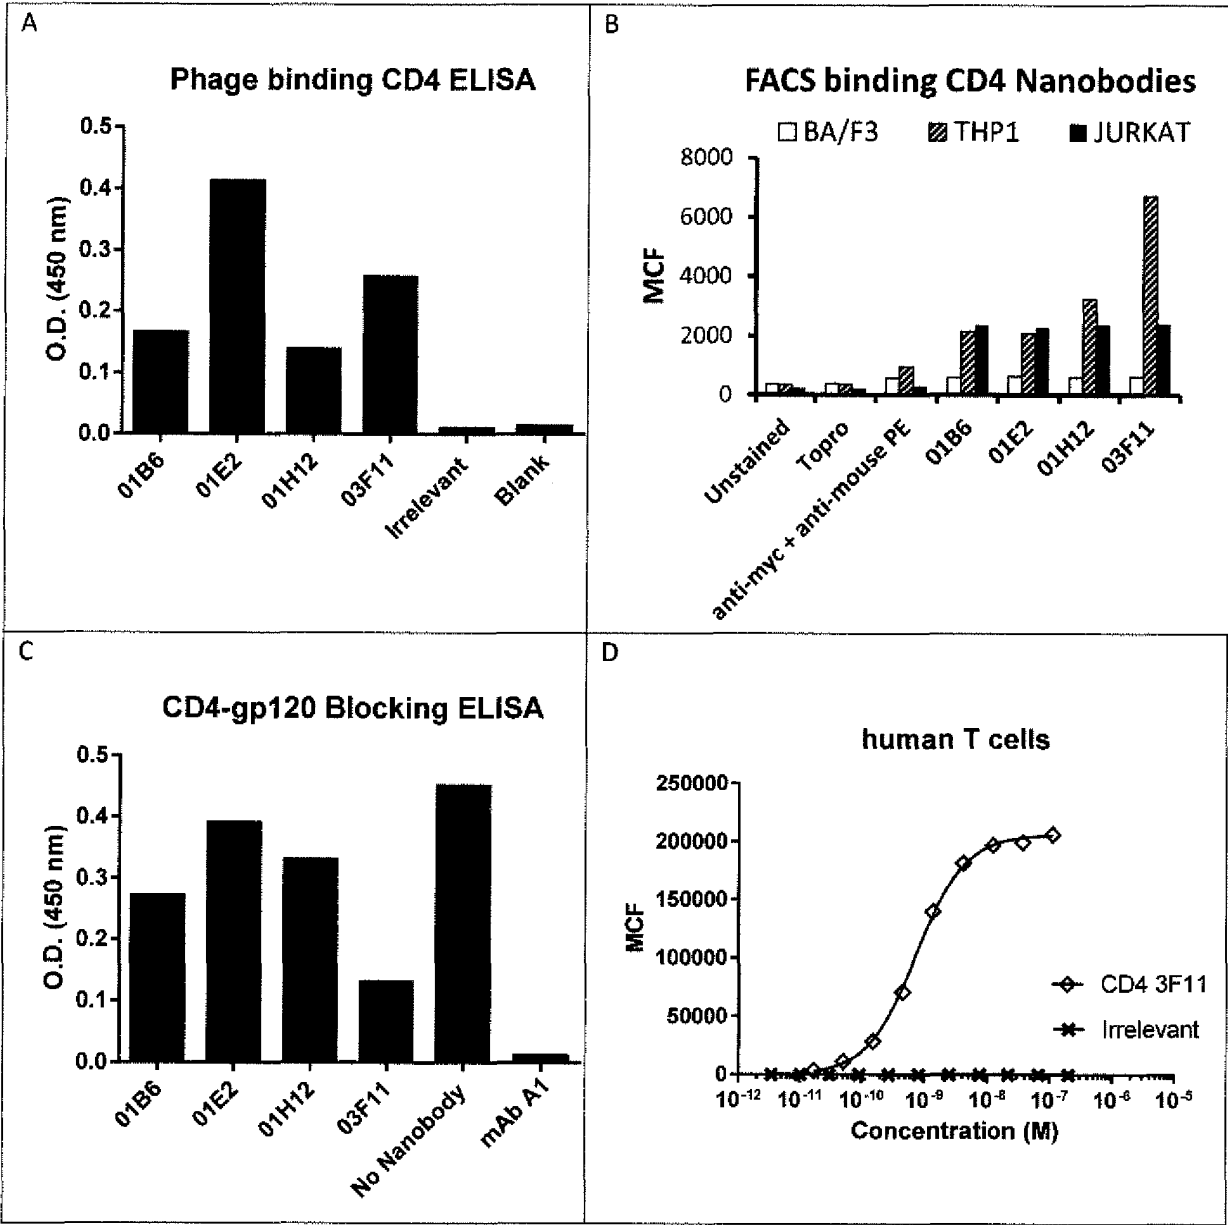 A
Phage binding CD4 ELISA
O.D. (450 nm)
0.5
0.4
0.3
0.2
0.1
0.0
01B6
01E2
01H12
03F11
Irrelevant
Blank
B
FACS binding CD4 Nanobodies
BA/F3 THP1 JURKAT
MCF
8000
6000
4000
2000
0
Unstained
Topro
anti-myc + anti-mouse PE
01B6
01E2
01H12
03F11
C
CD4-gp120 Blocking ELISA
O.D. (450 nm)
0.5
0.4
0.3
0.2
0.1
0.0
01B6
01E2
01H12
03F11
No Nanobody
mAb A1
D
human T cells
MCF
250000
200000
150000
100000
50000
0
CD4 3F11
Irrelevant
10⁻¹² 10⁻¹¹ 10⁻¹⁰ 10⁻⁹ 10⁻⁸ 10⁻⁷ 10⁻⁶ 10⁻⁵
Concentration (M)